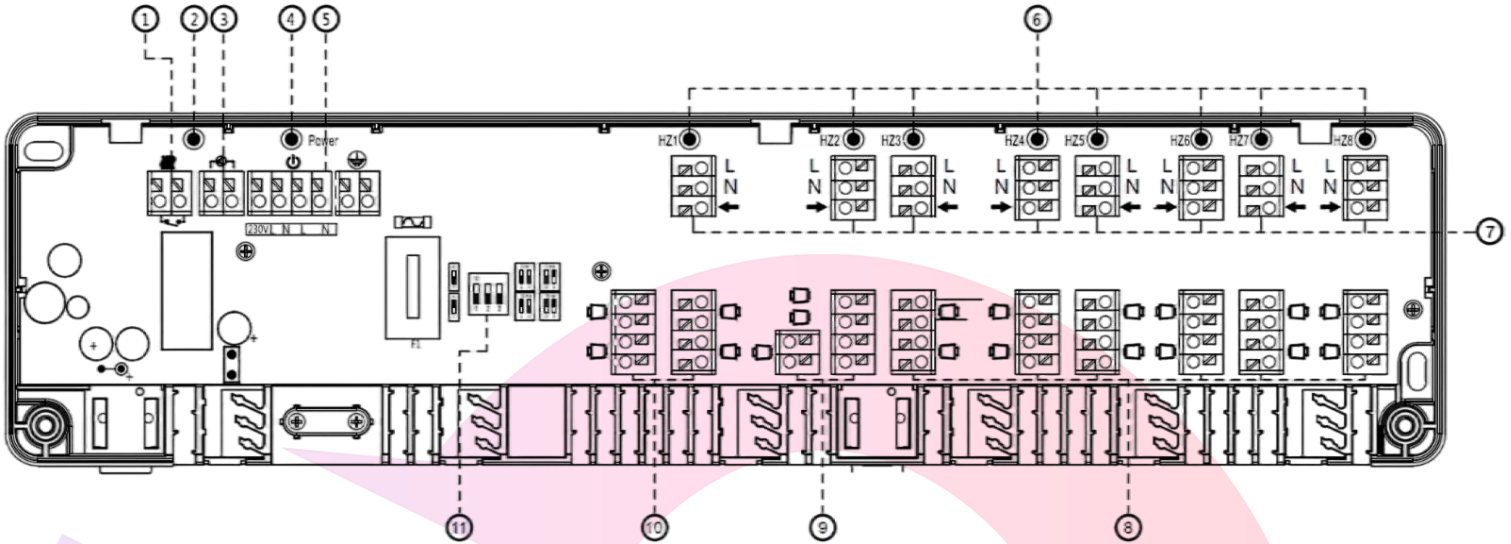 1 2 3 4 5 6
Power HZ1 HZ2 HZ3 HZ4 HZ5 HZ6 HZ7 HZ8
L L L L L L L L
N N N N N N N N
7
230V L N L N
F1
11 10 9 8